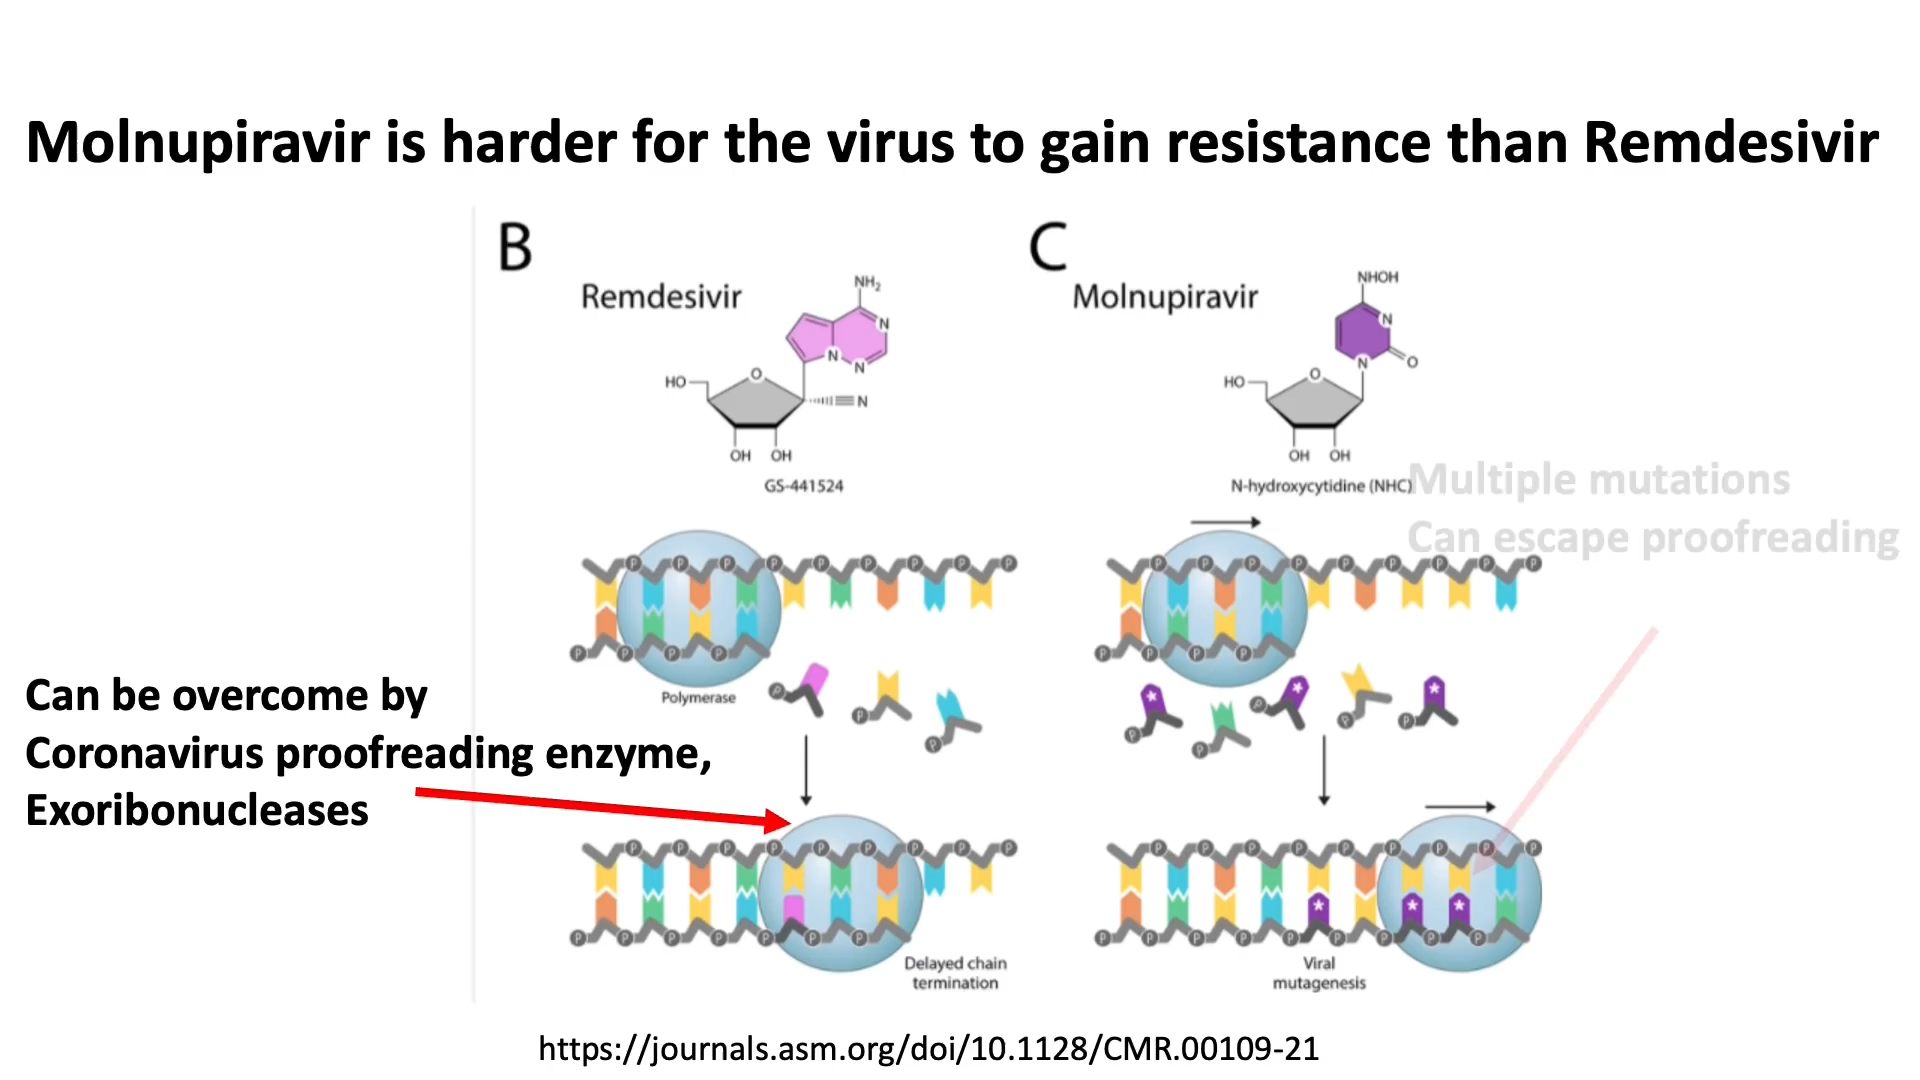 Molnupiravir is harder for the virus to gain resistance than Remdesivir
B
Remdesivir
NH2
N
N
N
O
HO
N
OH OH
GS-441524
C
Molnupiravir
NHOH
N
N
O
O
HO
OH OH
N-hydroxycytidine (NHC)
Multiple mutations
Can escape proofreading
P P P P P P P P P
P P P P
Polymerase
P P P
P P P P P P P P P
P P P P P P P
Delayed chain
termination
P P P P P P P P P
P P P P
* * *
P P P P P
P P P P P P P P P
* * *
P P P P P P P P P
Viral
mutagenesis
Can be overcome by
Coronavirus proofreading enzyme,
Exoribonucleases
https://journals.asm.org/doi/10.1128/CMR.00109-21